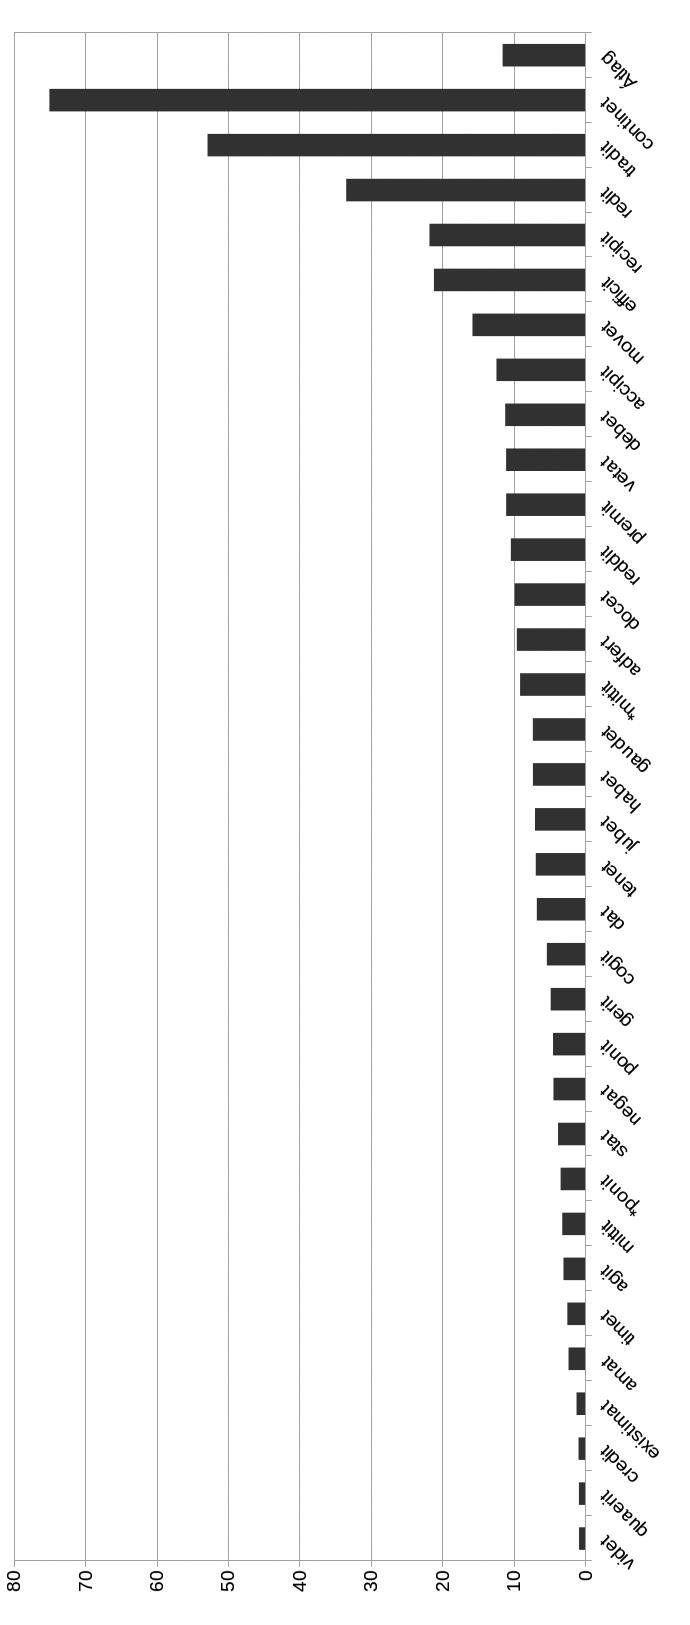 Átlag
continet
tradit
redit
recipit
efficit
movet
accipit
debet
vetat
premit
reddit
docet
adfert
*mittit
gaudet
habet
jubet
tenet
dat
cogit
gerit
ponit
negat
stat
*ponit
mittit
agit
timet
amat
existimat
credit
quaerit
videt
80
70
60
50
40
30
20
10
0